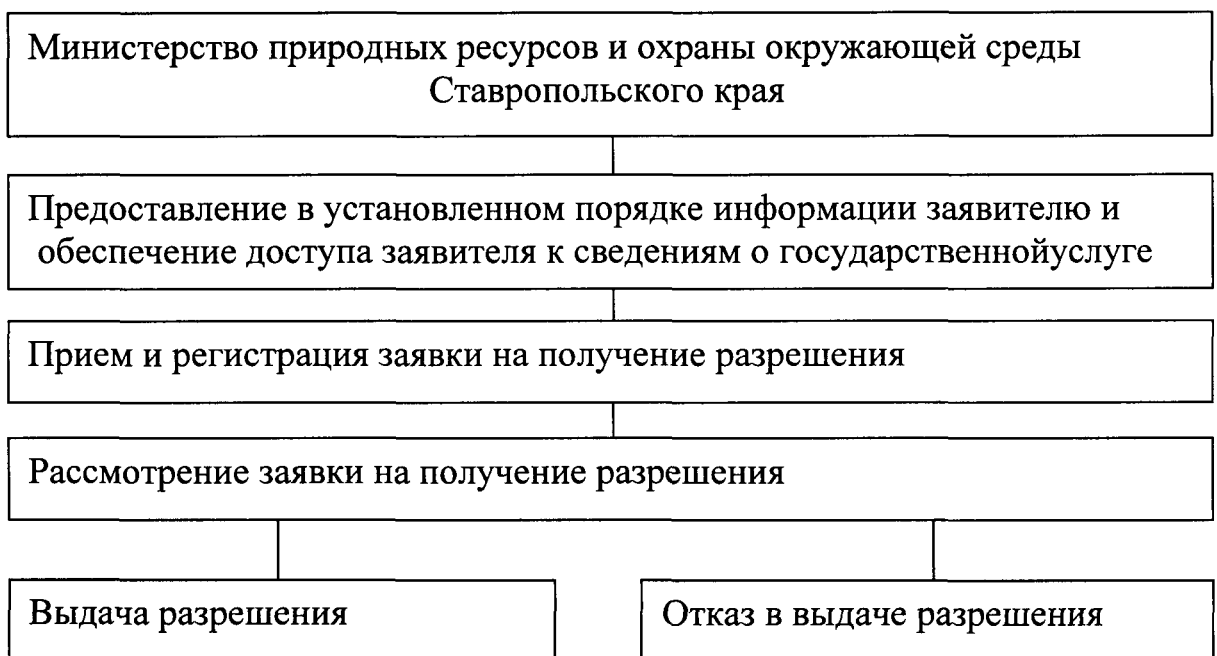 Министерство природных ресурсов и охраны окружающей среды
Ставропольского края
Предоставление в установленном порядке информации заявителю и
обеспечение доступа заявителя к сведениям о государственнойуслуге
Прием и регистрация заявки на получение разрешения
Рассмотрение заявки на получение разрешения
Выдача разрешения
Отказ в выдаче разрешения